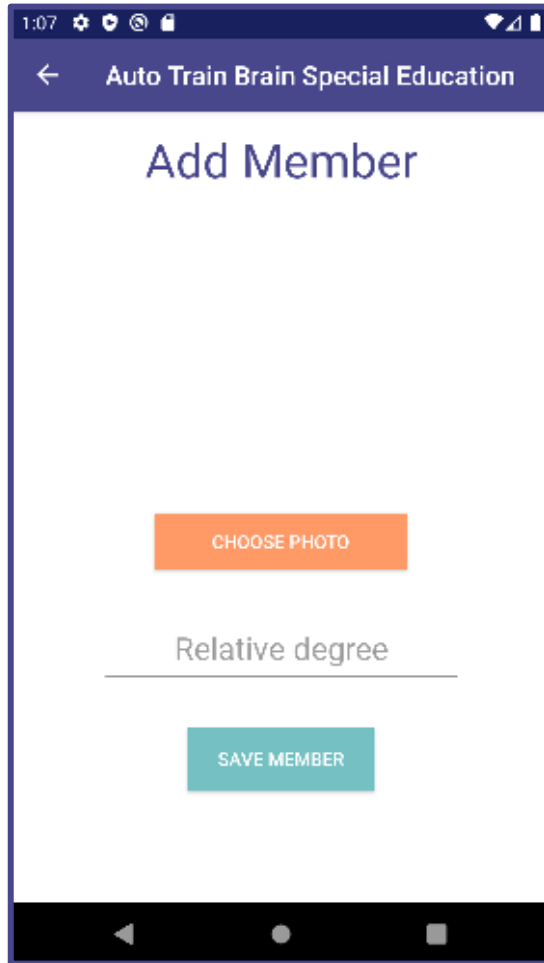 1:07
Auto Train Brain Special Education
Add Member
CHOOSE PHOTO
Relative degree
SAVE MEMBER